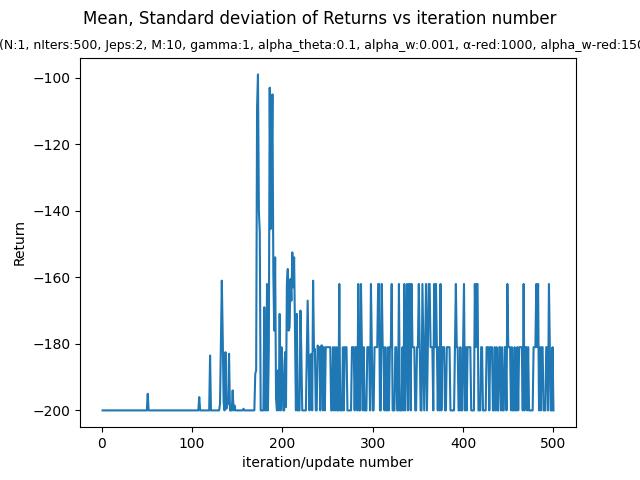 Mean, Standard deviation of Returns vs iteration number
(N:1, nIters:500, Jeps:2, M:10, gamma:1, alpha_theta:0.1, alpha_w:0.001, α-red:1000, alpha_w-red:150
−100
−120
−140
−160
−180
−200
Return
0 100 200 300 400 500
iteration/update number